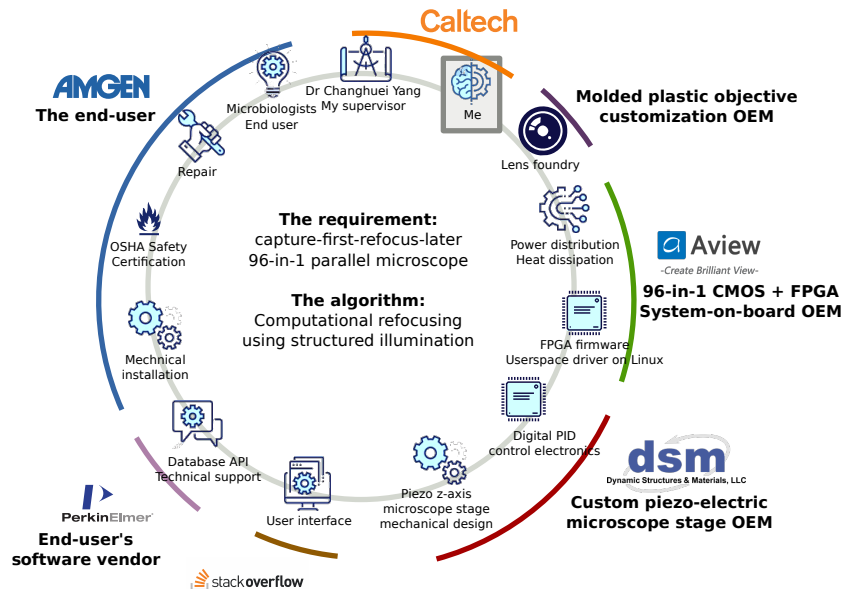 Caltech
AMGEN
The end-user
Microbiologists
End user
Dr Changhuei Yang
My supervisor
Me
Molded plastic objective
customization OEM
Lens foundry
Repair
Power distribution
Heat dissipation
Aview
-Create Brilliant View-
96-in-1 CMOS + FPGA
System-on-board OEM
OSHA Safety
Certification
The requirement:
capture-first-refocus-later
96-in-1 parallel microscope
The algorithm:
Computational refocusing
using structured illumination
FPGA firmware
Userspace driver on Linux
Mechnical
installation
Digital PID
control electronics
dsm
Dynamic Structures & Materials, LLC
Custom piezo-electric
microscope stage OEM
Database API
Technical support
User interface
Piezo z-axis
microscope stage
mechanical design
PerkinElmer
End-user's
software vendor
stackoverflow